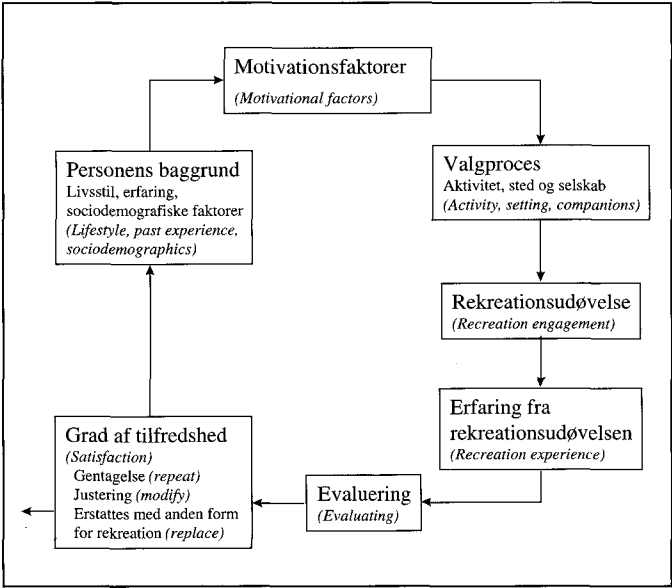 Motivationsfaktorer
(Motivational factors)
Personens baggrund
Livsstil, erfaring,
sociodemografiske faktorer
(Lifestyle, past experience,
sociodemographics)
Valgproces
Aktivitet, sted og selskab
(Activity, setting, companions)
Rekreationsudøvelse
(Recreation engagement)
Erfaring fra
rekreationsudøvelsen
(Recreation experience)
Evaluering
(Evaluating)
Grad af tilfredshed
(Satisfaction)
Gentagelse (repeat)
Justering (modify)
Erstattes med anden form
for rekreation (replace)